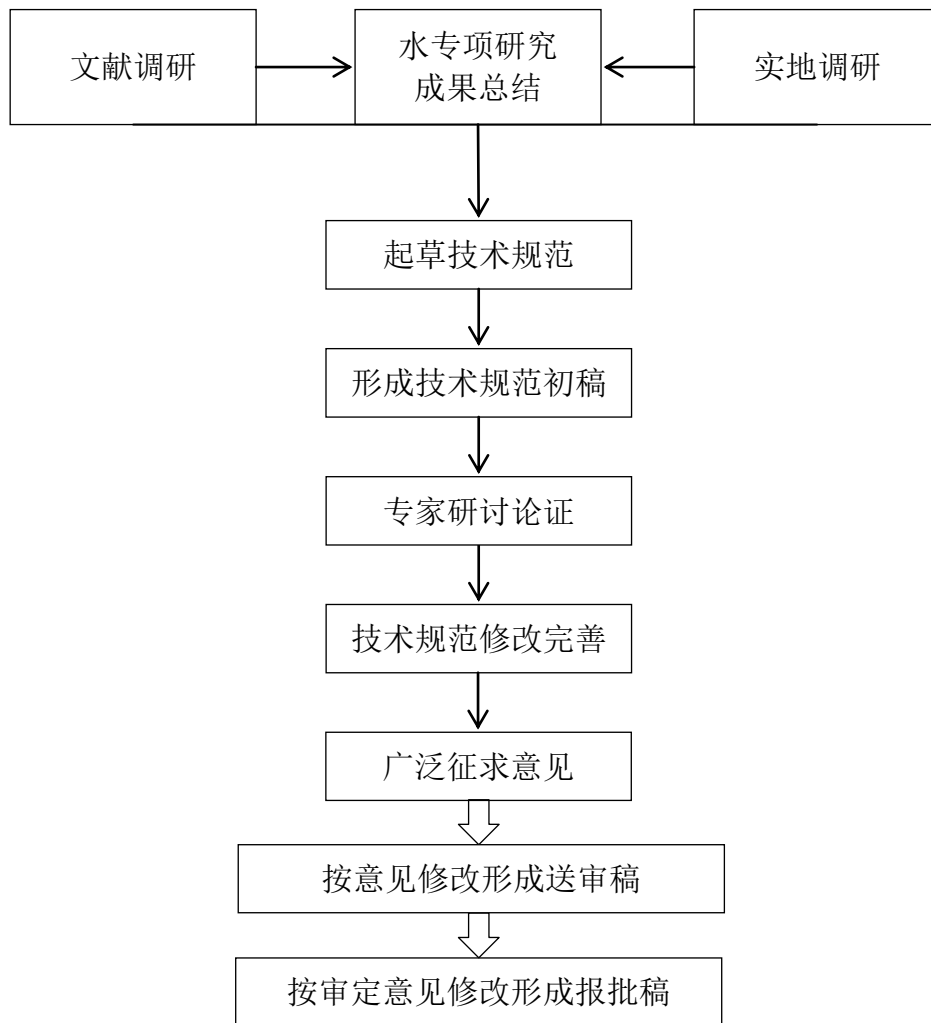 文献调研
水专项研究
成果总结
实地调研
起草技术规范
形成技术规范初稿
专家研讨论证
技术规范修改完善
广泛征求意见
按意见修改形成送审稿
按审定意见修改形成报批稿